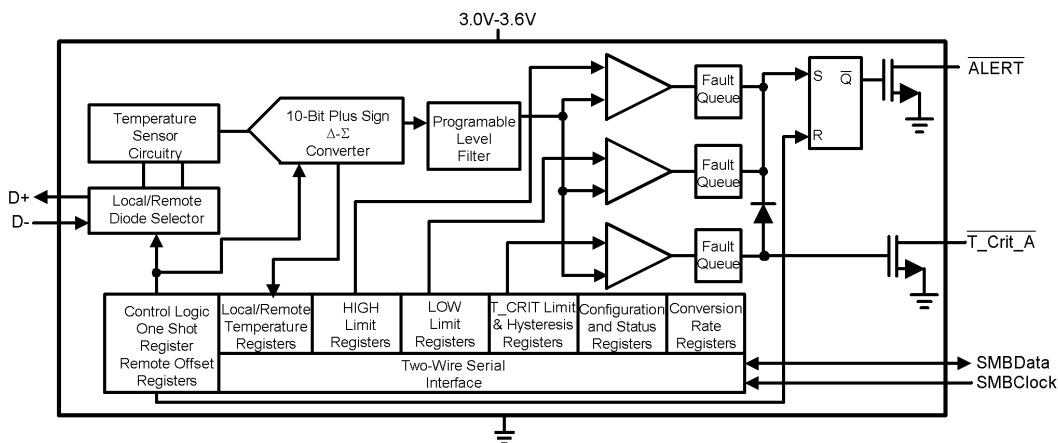 3.0V-3.6V
Temperature
Sensor
Circuitry
10-Bit Plus Sign
Δ-Σ
Converter
Programable
Level
Filter
Fault
Queue
S
Q̅
R
A̅L̅E̅R̅T̅
D+
D-
Local/Remote
Diode Selector
Fault
Queue
Fault
Queue
T̅_̅C̅r̅i̅t̅_̅A̅
Control Logic
One Shot
Register
Remote Offset
Registers
Local/Remote
Temperature
Registers
HIGH
Limit
Registers
LOW
Limit
Registers
T_CRIT Limit
& Hysteresis
Registers
Configuration
and Status
Registers
Conversion
Rate
Registers
Two-Wire Serial
Interface
SMBData
SMBClock